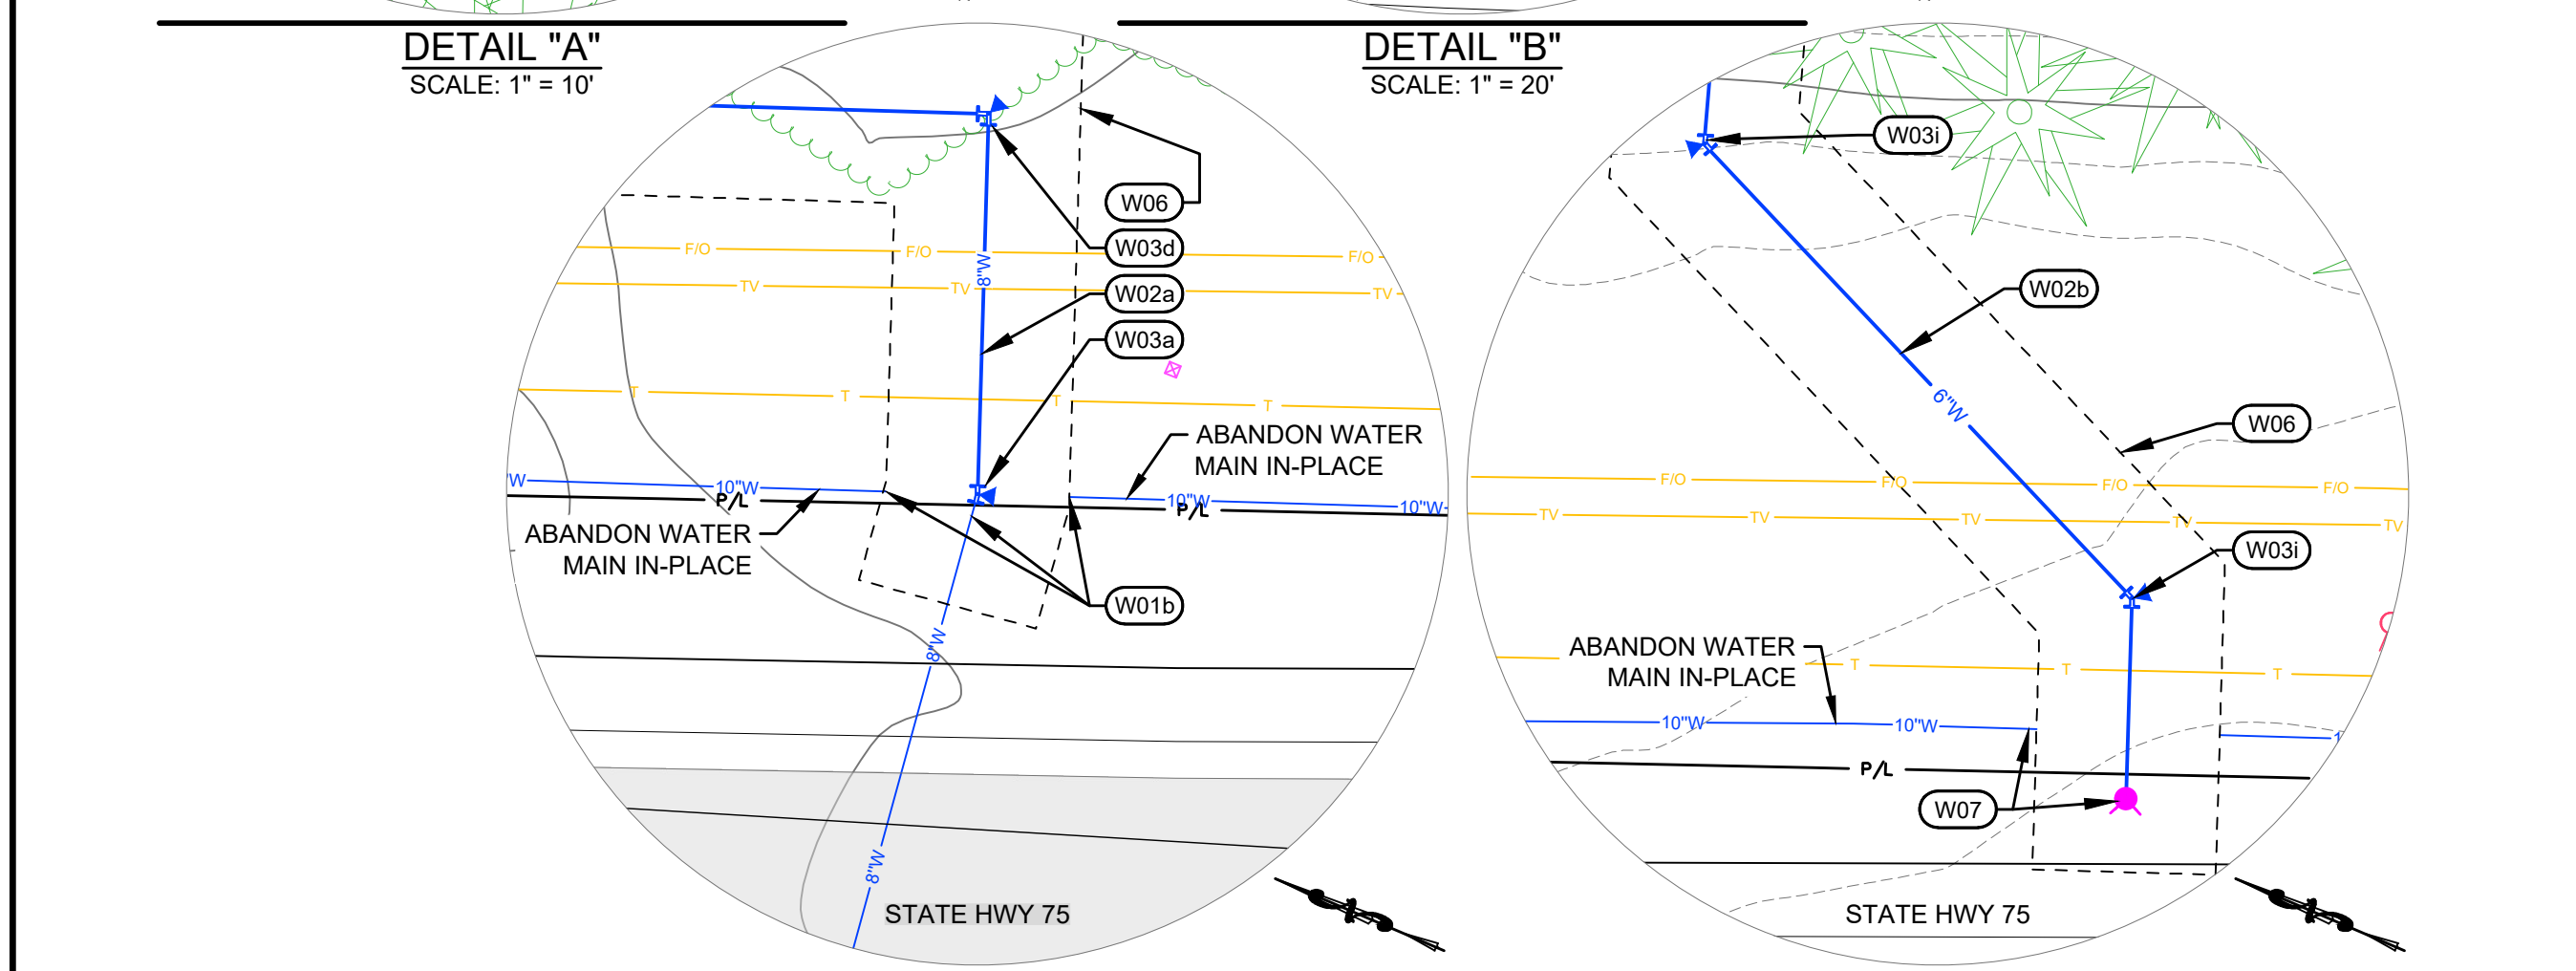 DETAIL "A"
SCALE: 1" = 10'
W06
W03d
F/O
F/O
F/O
8"W
TV
TV
TV
W02a
W03a
T
T
T
T
ABANDON WATER
MAIN IN-PLACE
"W
10"W
10"W
10"W
P/L
P/L
ABANDON WATER
MAIN IN-PLACE
W01b
8"W
8"W
STATE HWY 75
DETAIL "B"
SCALE: 1" = 20'
W03i
W02b
6"W
W06
F/O
F/O
F/O
F/O
TV
TV
TV
TV
TV
W03i
ABANDON WATER
MAIN IN-PLACE
T
T
T
10"W
10"W
1
P/L
W07
STATE HWY 75